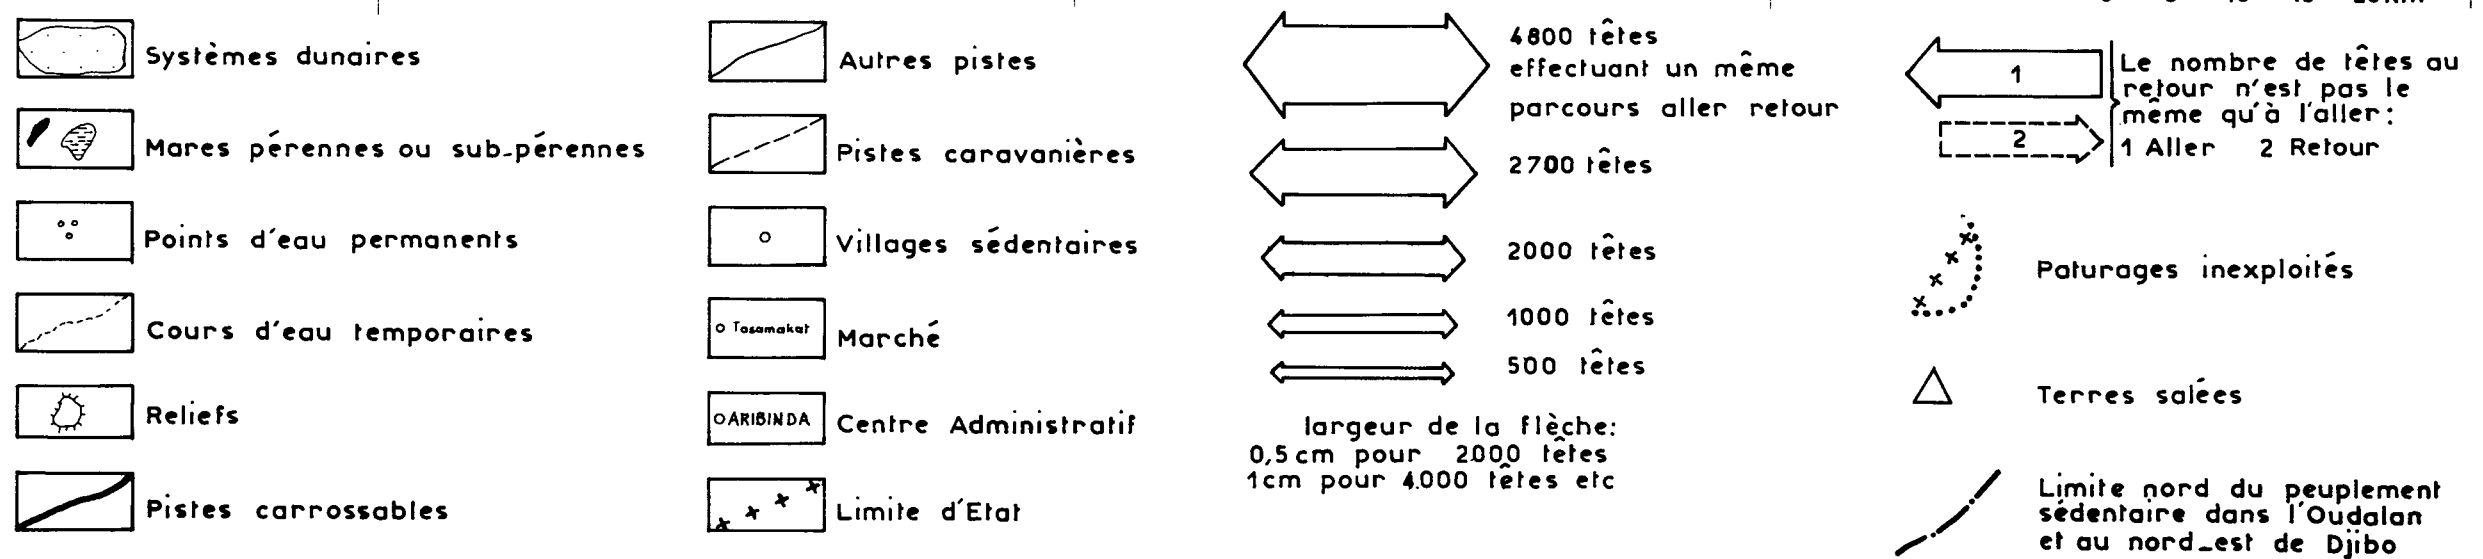 Systèmes dunaires
Mares pérennes ou sub-pérennes
Points d'eau permanents
Cours d'eau temporaires
Reliefs
Pistes carrossables
Autres pistes
Pistes caravanières
Villages sédentaires
Tasamakat
Marché
ARIBINDA
Centre Administratif
Limite d'Etat
4800 têtes
effectuant un même
parcours aller retour
2700 têtes
2000 têtes
1000 têtes
500 têtes
largeur de la flèche:
0,5cm pour 2000 têtes
1cm pour 4.000 têtes etc
1
2
Le nombre de têtes au
retour n'est pas le
même qu'à l'aller:
1 Aller 2 Retour
Paturages inexploités
Terres salées
Limite nord du peuplement
sédentaire dans l'Oudalan
et au nord-est de Djibo